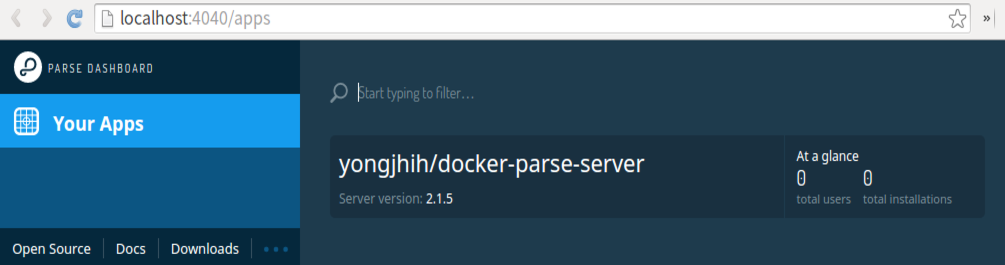 localhost:4040/apps
»
PARSE DASHBOARD
Your Apps
Open Source Docs Downloads
Start typing to filter...
yongjhih/docker-parse-server
Server version: 2.1.5
At a glance
0 0
total users total installations